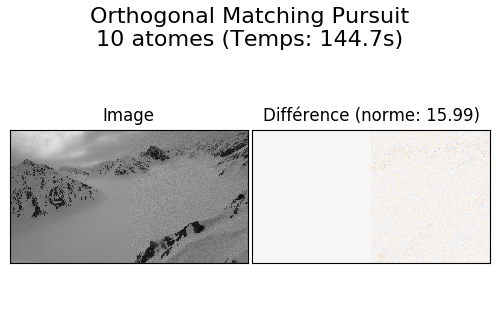 Orthogonal Matching Pursuit
10 atomes (Temps: 144.7s)
Image
Différence (norme: 15.99)